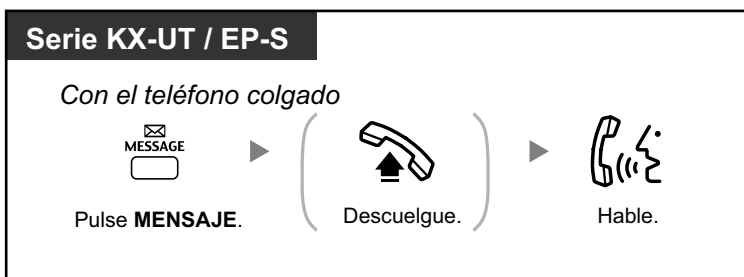 Serie KX-UT / EP-S
Con el teléfono colgado
MESSAGE
Pulse MENSAJE.
Descuelgue.
Hable.